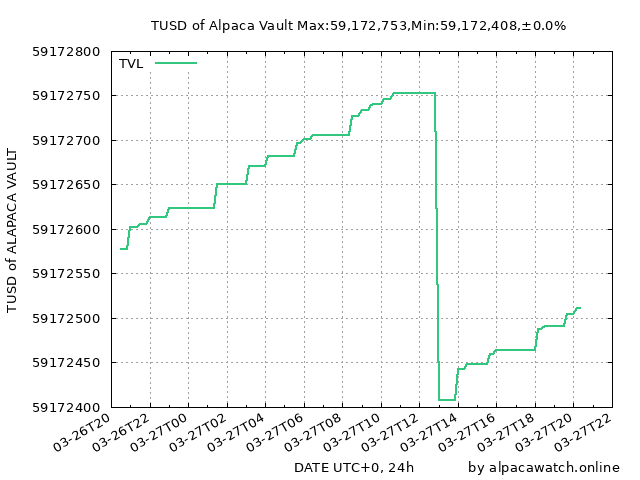 TUSD of Alpaca Vault Max:59,172,753,Min:59,172,408,±0.0%
TVL
59172800
59172750
59172700
59172650
59172600
59172550
59172500
59172450
59172400
TUSD of ALAPACA VAULT
03-26T20
03-26T22
03-27T00
03-27T02
03-27T04
03-27T06
03-27T08
03-27T10
03-27T12
03-27T14
03-27T16
03-27T18
03-27T20
03-27T22
DATE UTC+0, 24h
by alpacawatch.online